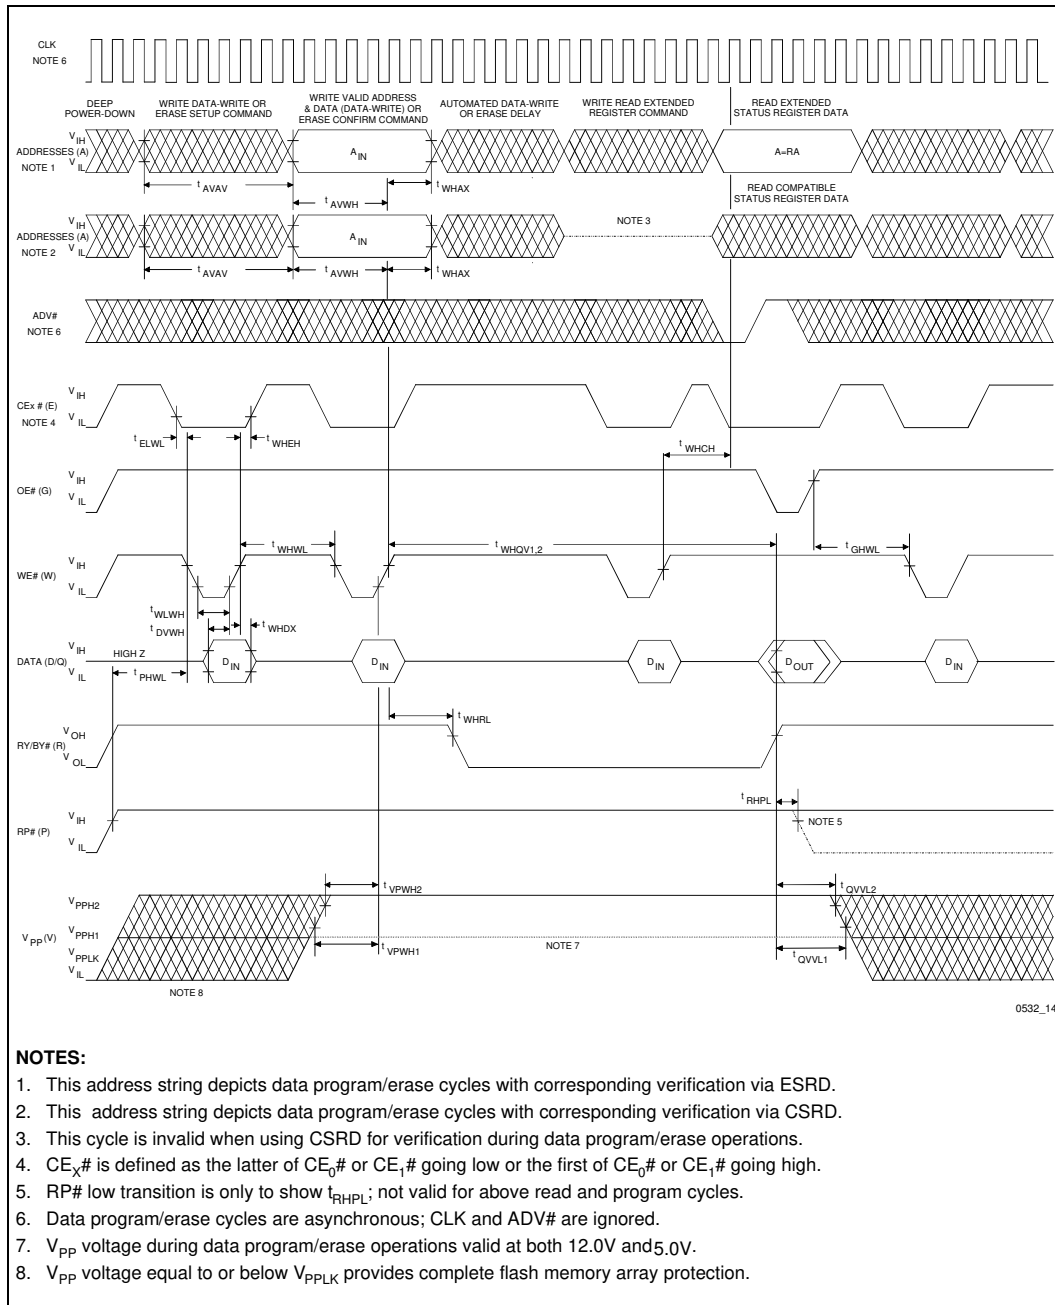 CLK
NOTE 6
DEEP
POWER-DOWN
WRITE DATA-WRITE OR
ERASE SETUP COMMAND
WRITE VALID ADDRESS
& DATA (DATA-WRITE) OR
ERASE CONFIRM COMMAND
AUTOMATED DATA-WRITE
OR ERASE DELAY
WRITE READ EXTENDED
REGISTER COMMAND
READ EXTENDED
STATUS REGISTER DATA
V IH
ADDRESSES (A)
NOTE 1
V IL
A IN
A=RA
t AVAV
t AVWH
t WHAX
READ COMPATIBLE
STATUS REGISTER DATA
V IH
ADDRESSES (A)
NOTE 2
V IL
A IN
NOTE 3
t AVAV
t AVWH
t WHAX
ADV#
NOTE 6
V IH
CEx # (E)
NOTE 4
V IL
t ELWL
t WHEH
t WHCH
V IH
OE# (G)
V IL
t WHWL
t WHQV1,2
t GHWL
V IH
WE# (W)
V IL
t WLWH
t DVWH
t WHDX
V IH
DATA (D/Q)
V IL
HIGH Z
D IN
D IN
D IN
D OUT
D IN
t PHWL
t WHRL
V OH
RY/BY# (R)
V OL
t RHPL
V IH
RP# (P)
V IL
NOTE 5
t VPWH2
t QVVL2
V PPH2
V PP (V)
V PPH1
V PPLK
V IL
t VPWH1
NOTE 7
t QVVL1
NOTE 8
0532_14
NOTES:
1. This address string depicts data program/erase cycles with corresponding verification via ESRD.
2. This address string depicts data program/erase cycles with corresponding verification via CSRD.
3. This cycle is invalid when using CSRD for verification during data program/erase operations.
4. CEX# is defined as the latter of CE0# or CE1# going low or the first of CE0# or CE1# going high.
5. RP# low transition is only to show tRHPL; not valid for above read and program cycles.
6. Data program/erase cycles are asynchronous; CLK and ADV# are ignored.
7. VPP voltage during data program/erase operations valid at both 12.0V and5.0V.
8. VPP voltage equal to or below VPPLK provides complete flash memory array protection.